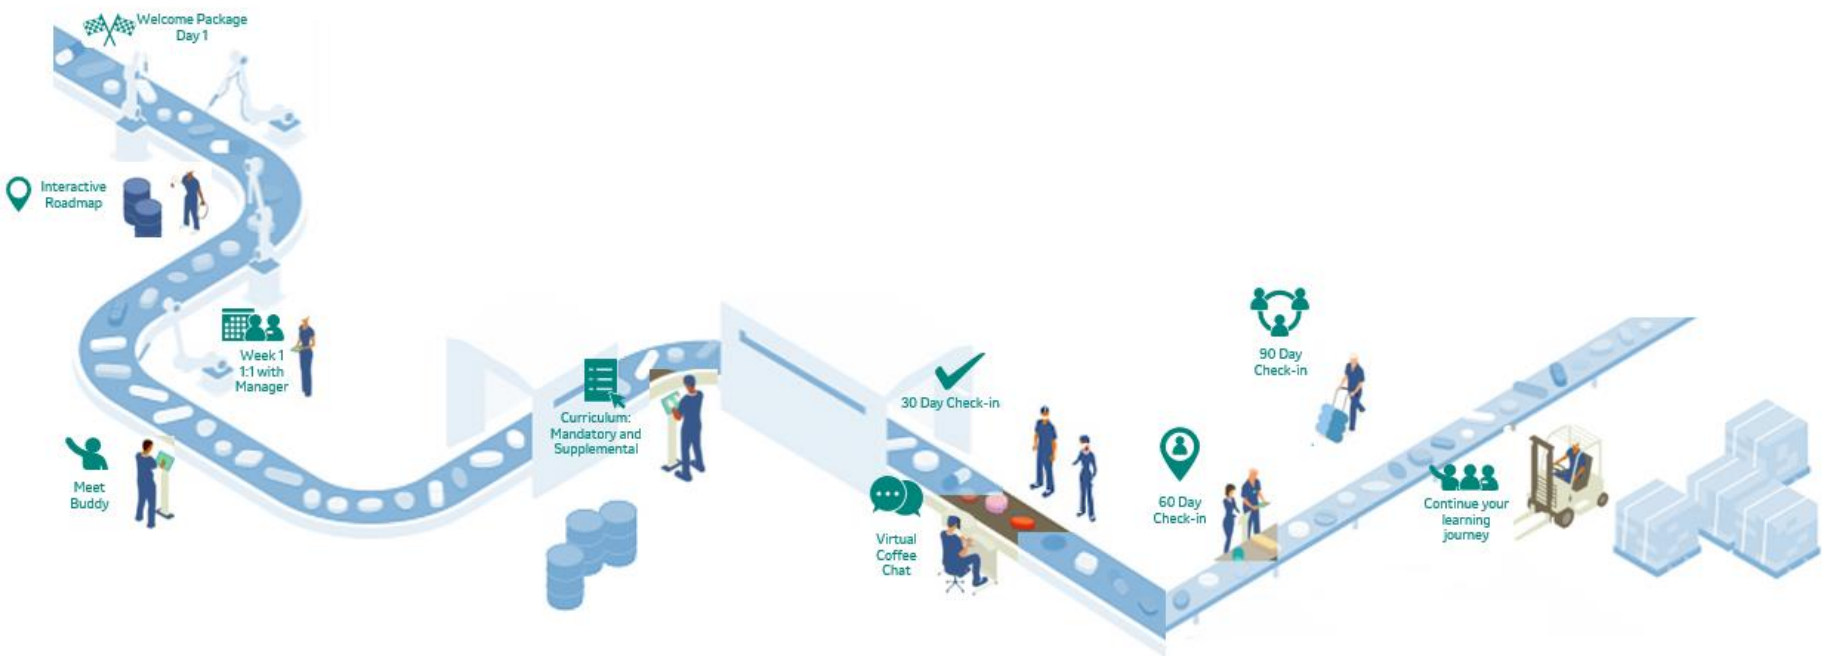 Welcome Package
Day 1
Interactive
Roadmap
Week 1
1:1 with
Manager
Meet
Buddy
Curriculum:
Mandatory and
Supplemental
30 Day Check-in
Virtual
Coffee
Chat
60 Day
Check-in
90 Day
Check-in
Continue your
learning
journey